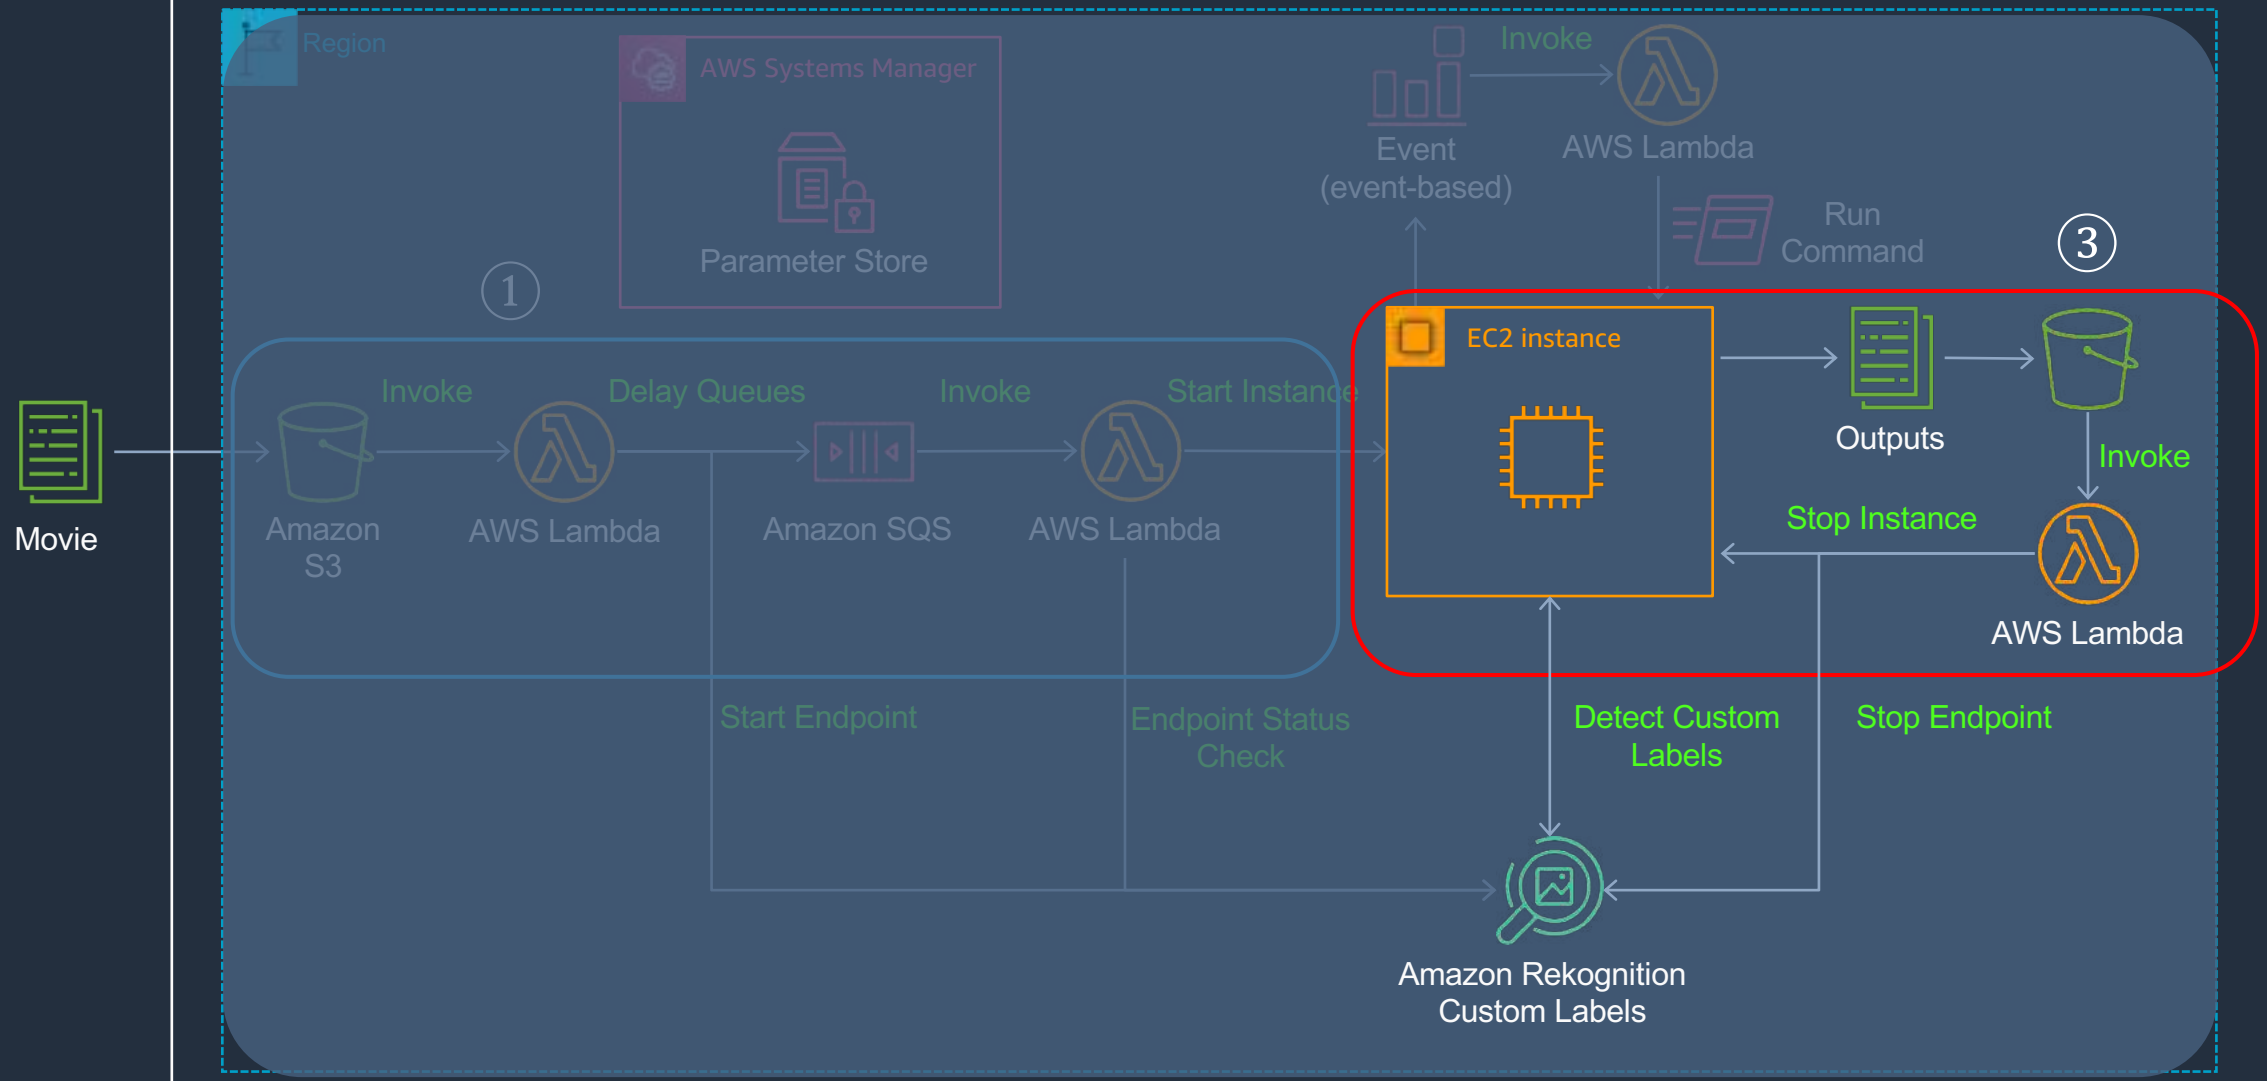 Region
AWS Systems Manager
Parameter Store
Invoke
Event
(event-based)
AWS Lambda
Run
Command
①
③
Movie
Invoke
Delay Queues
Invoke
Start Instance
Amazon
S3
AWS Lambda
Amazon SQS
AWS Lambda
EC2 instance
Outputs
Invoke
Stop Instance
AWS Lambda
Start Endpoint
Endpoint Status
Check
Detect Custom
Labels
Stop Endpoint
Amazon Rekognition
Custom Labels